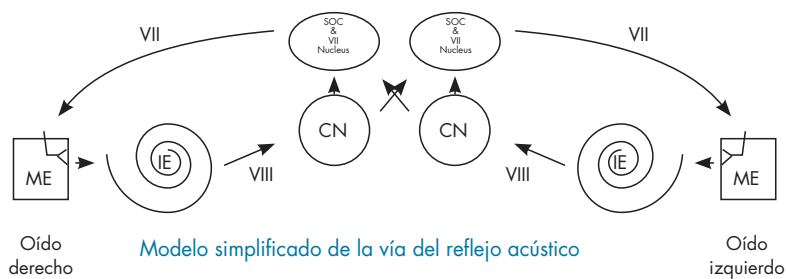 VII
SOC
&
VII
Nucleus
SOC
&
VII
Nucleus
VII
ME
IE
VIII
CN
CN
VIII
IE
ME
Oído
derecho
Modelo simplificado de la vía del reflejo acústico
Oído
izquierdo